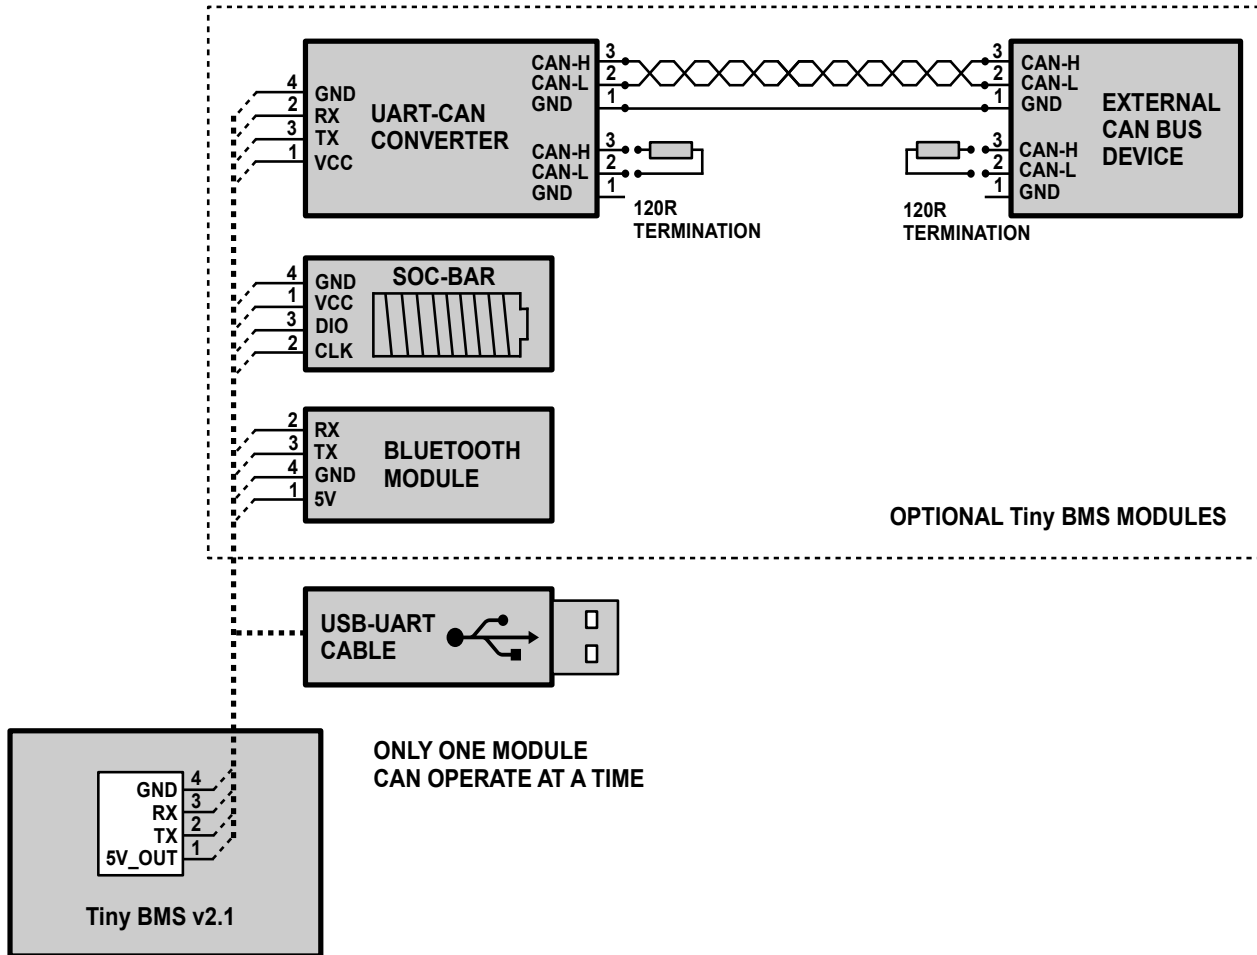 4 GND
2 RX
3 TX
1 VCC
UART-CAN
CONVERTER
CAN-H 3
CAN-L 2
GND 1
CAN-H 3
CAN-L 2
GND 1
120R
TERMINATION
3 CAN-H
2 CAN-L
1 GND
3 CAN-H
2 CAN-L
1 GND
EXTERNAL
CAN BUS
DEVICE
120R
TERMINATION
4 GND
1 VCC
3 DIO
2 CLK
SOC-BAR
2 RX
3 TX
4 GND
1 5V
BLUETOOTH
MODULE
OPTIONAL Tiny BMS MODULES
USB-UART
CABLE
ONLY ONE MODULE
CAN OPERATE AT A TIME
GND 4
RX 3
TX 2
5V_OUT 1
Tiny BMS v2.1